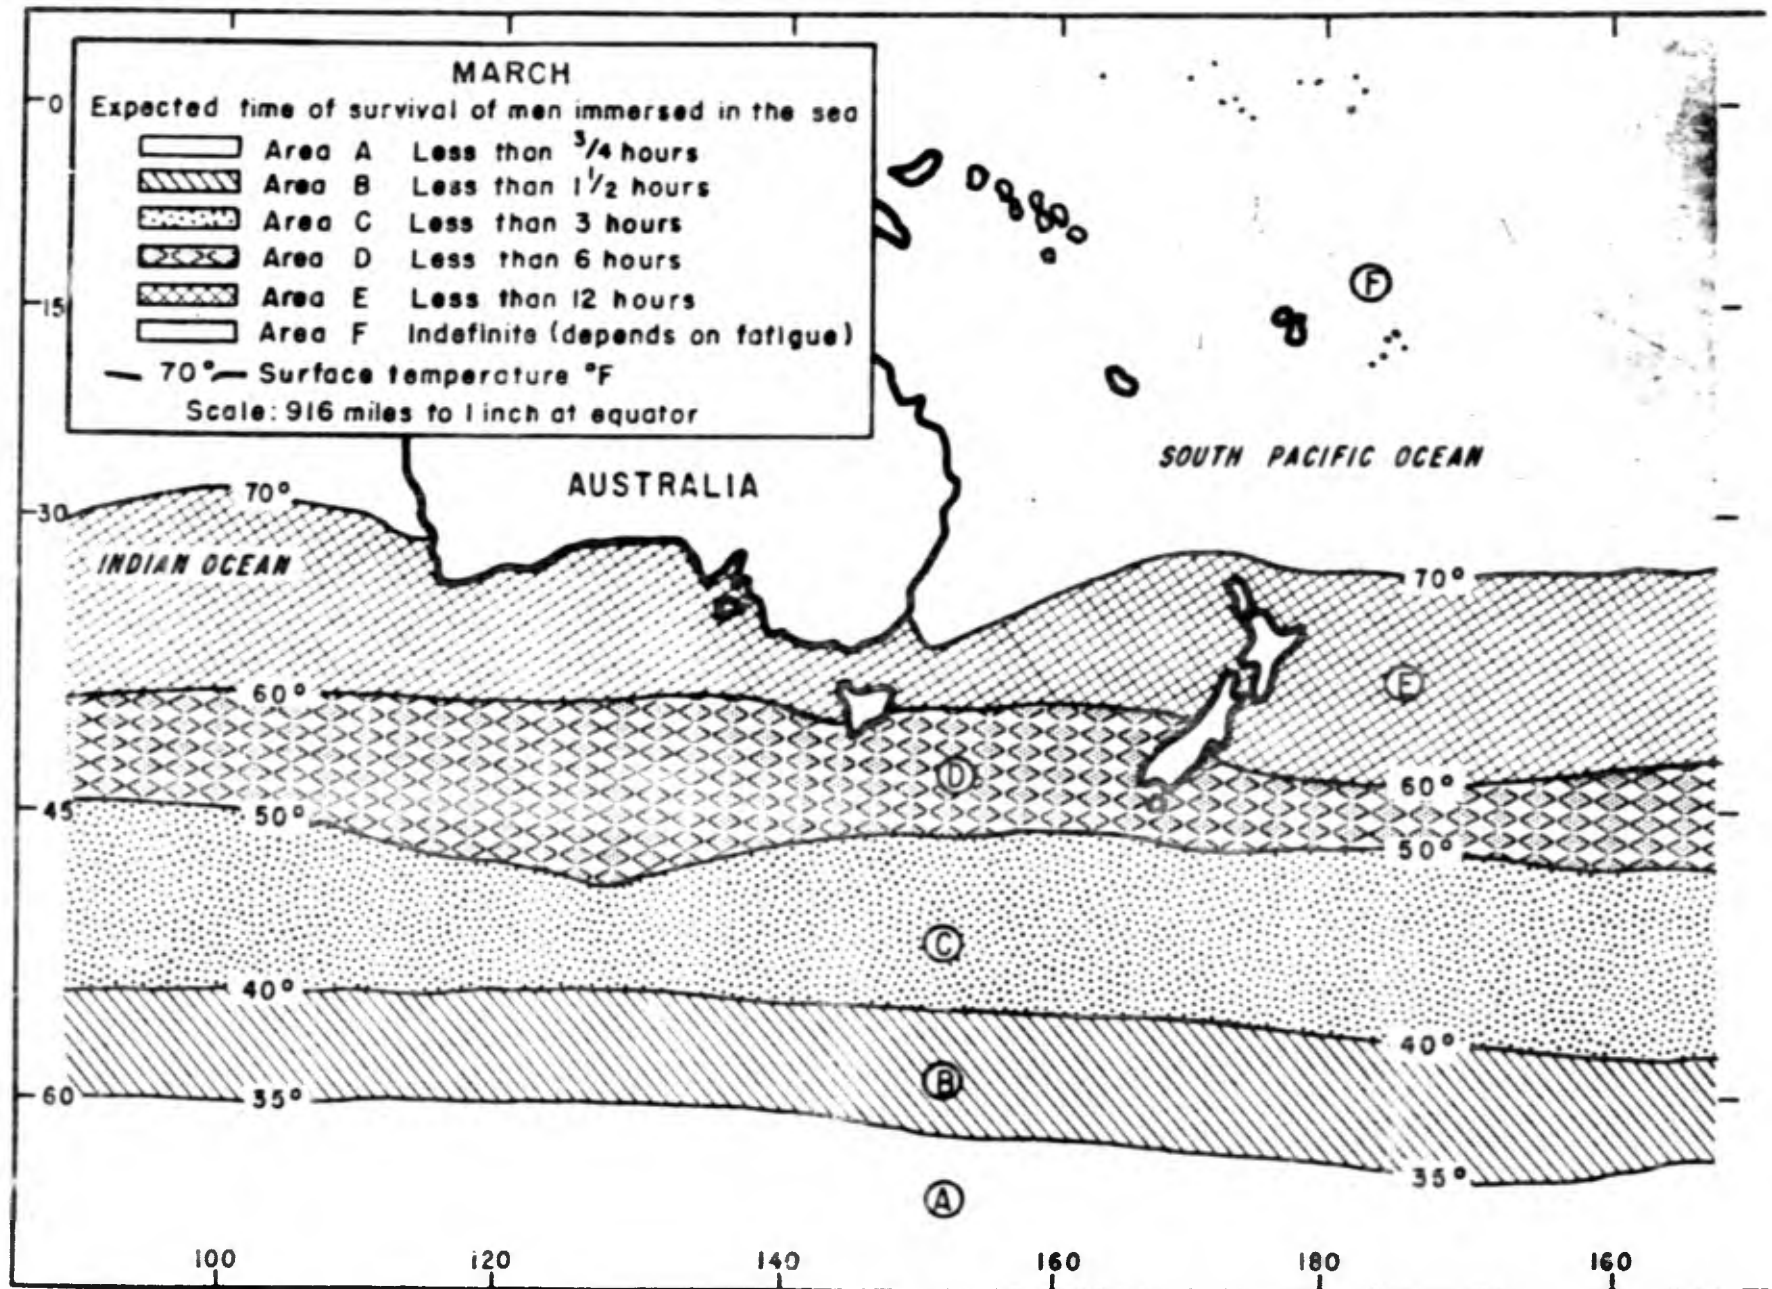 MARCH
Expected time of survival of men immersed in the sea
Area A Less than 3/4 hours
Area B Less than 1 1/2 hours
Area C Less than 3 hours
Area D Less than 6 hours
Area E Less than 12 hours
Area F Indefinite (depends on fatigue)
70° Surface temperature °F
Scale: 916 miles to 1 inch at equator
0
15
F
SOUTH PACIFIC OCEAN
AUSTRALIA
70°
30
INDIAN OCEAN
70°
E
60°
D
60°
45
50°
50°
C
40°
40°
B
60
35°
35°
A
100
120
140
160
180
160